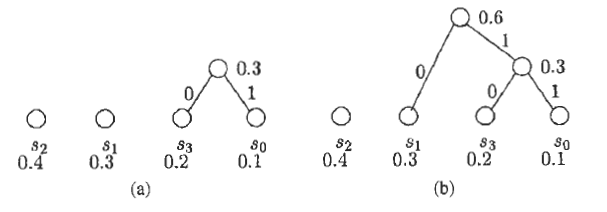 0.6
1
0.3
0
0.3
0 1
0 1
s₂ s₁ s₃ s₀
0.4 0.3 0.2 0.1
(a)
s₂ s₁ s₃ s₀
0.4 0.3 0.2 0.1
(b)